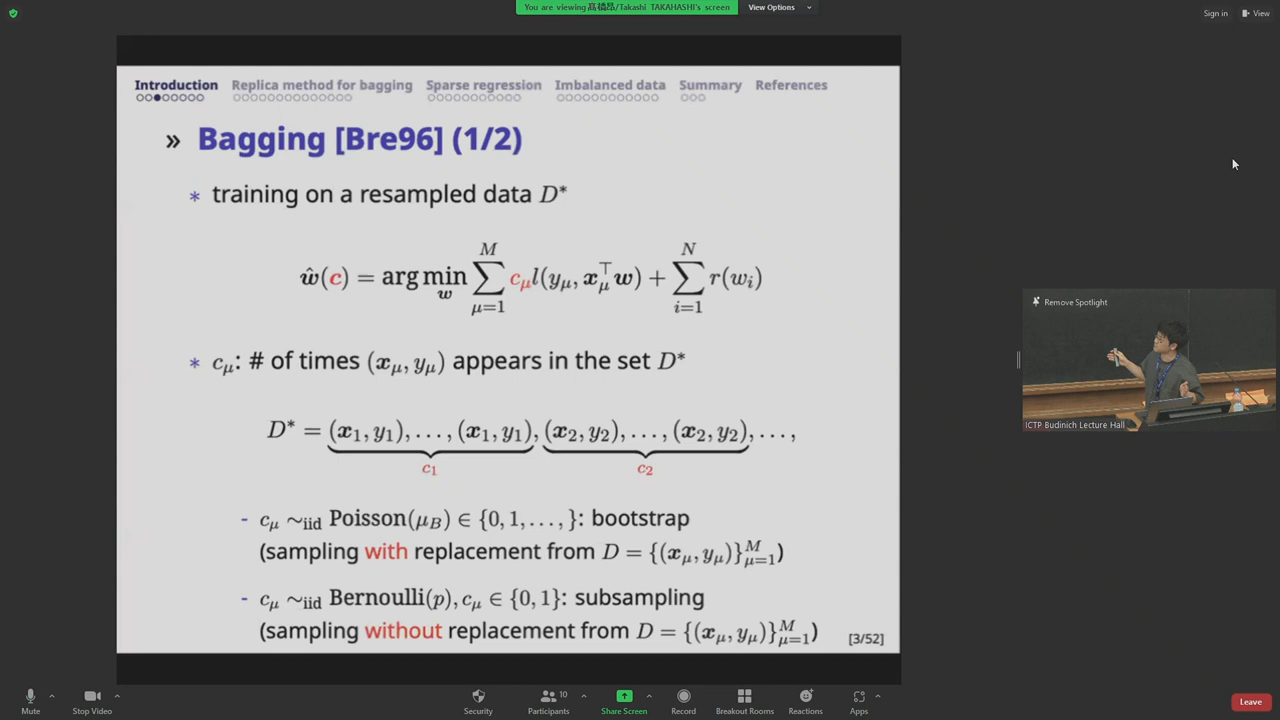 You are viewing 髙橋昂/Takashi TAKAHASHI's screen
View Options
Sign in
View
Introduction
Replica method for bagging
Sparse regression
Imbalanced data
Summary
References
» Bagging [Bre96] (1/2)
* training on a resampled data D*
ŵ(c) = arg min_w ∑_{μ=1}^{M} c_μ l(y_μ, x_μ^⊤ w) + ∑_{i=1}^{N} r(w_i)
* c_μ: # of times (x_μ, y_μ) appears in the set D*
D* = (x_1, y_1), …, (x_1, y_1), (x_2, y_2), …, (x_2, y_2), …,
c_1 c_2
- c_μ ∼_iid Poisson(μ_B) ∈ {0, 1, …, }: bootstrap
(sampling with replacement from D = {(x_μ, y_μ)}_{μ=1}^{M})
- c_μ ∼_iid Bernoulli(p), c_μ ∈ {0, 1}: subsampling
(sampling without replacement from D = {(x_μ, y_μ)}_{μ=1}^{M})
[3/52]
Remove Spotlight
ICTP Budinich Lecture Hall
Mute
Stop Video
Security
Participants
10
Share Screen
Record
Breakout Rooms
Reactions
Apps
Leave